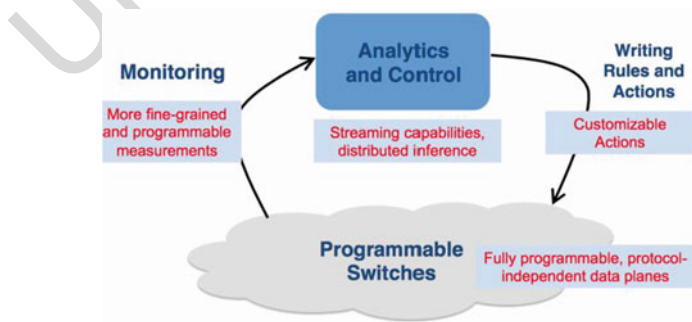 Analytics
and Control
Monitoring
Writing
Rules and
Actions
More fine-grained
and programmable
measurements
Streaming capabilities,
distributed inference
Customizable
Actions
Programmable
Switches
Fully programmable, protocol-
independent data planes